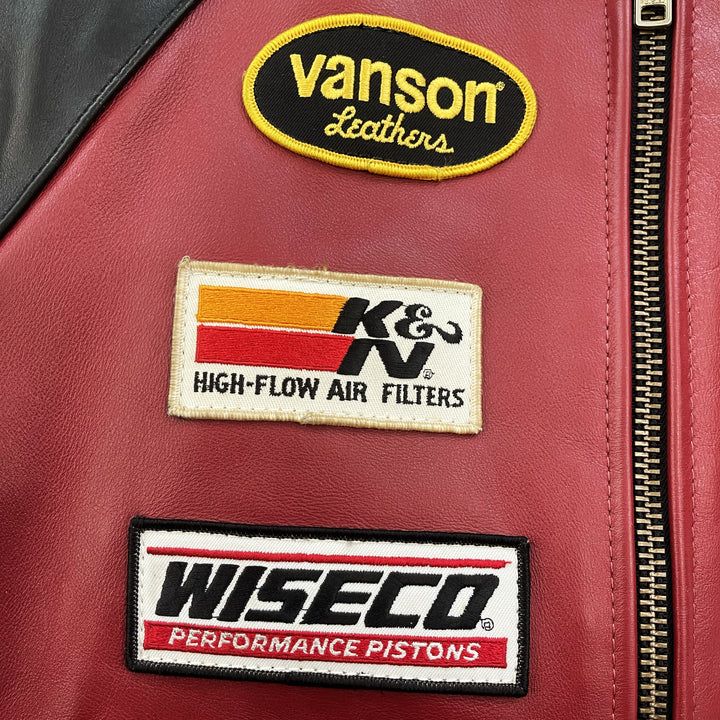 vanson®
Leathers
K&N®
HIGH-FLOW AIR FILTERS
WISECO®
PERFORMANCE PISTONS